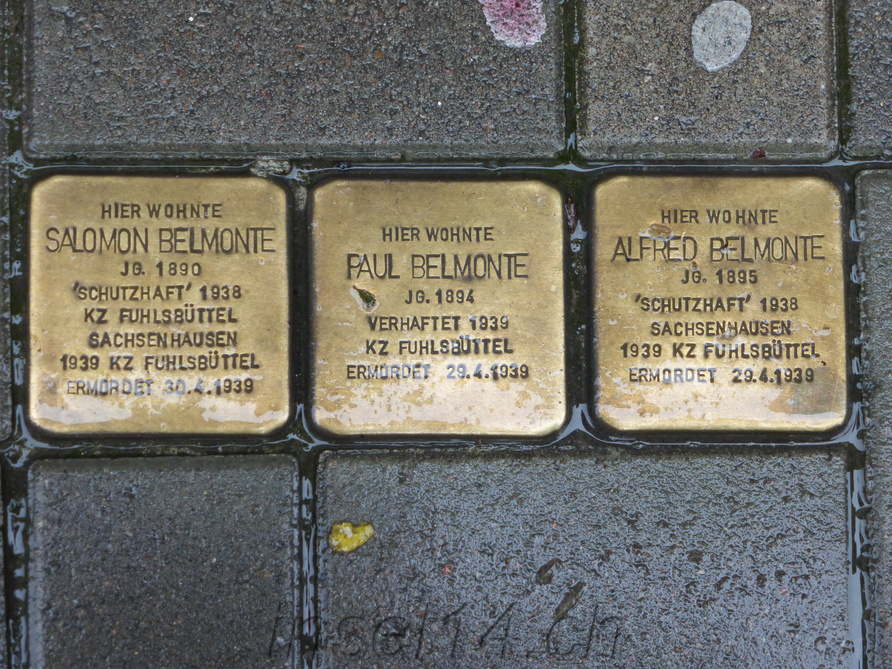 HIER WOHNTE
SALOMON BELMONTE
JG. 1890
'SCHUTZHAFT' 1938
KZ FUHLSBÜTTEL
SACHSENHAUSEN
1939 KZ FUHLSBÜTTEL
ERMORDET 30.4.1939
HIER WOHNTE
PAUL BELMONTE
JG. 1894
VERHAFTET 1939
KZ FUHLSBÜTTEL
ERMORDET 29.4.1939
HIER WOHNTE
ALFRED BELMONTE
JG. 1895
'SCHUTZHAFT' 1938
SACHSENHAUSEN
1939 KZ FUHLSBÜTTEL
ERMORDET 29.4.1939
insel14.ch